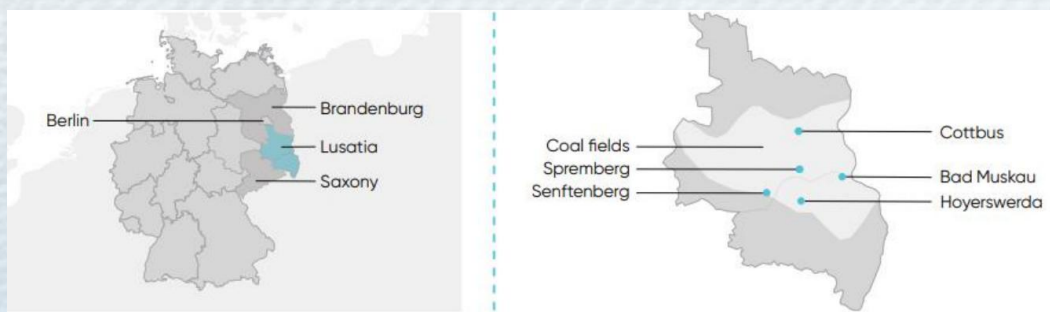 Berlin
Brandenburg
Lusatia
Saxony
Coal fields
Spremberg
Senftenberg
Cottbus
Bad Muskau
Hoyerswerda